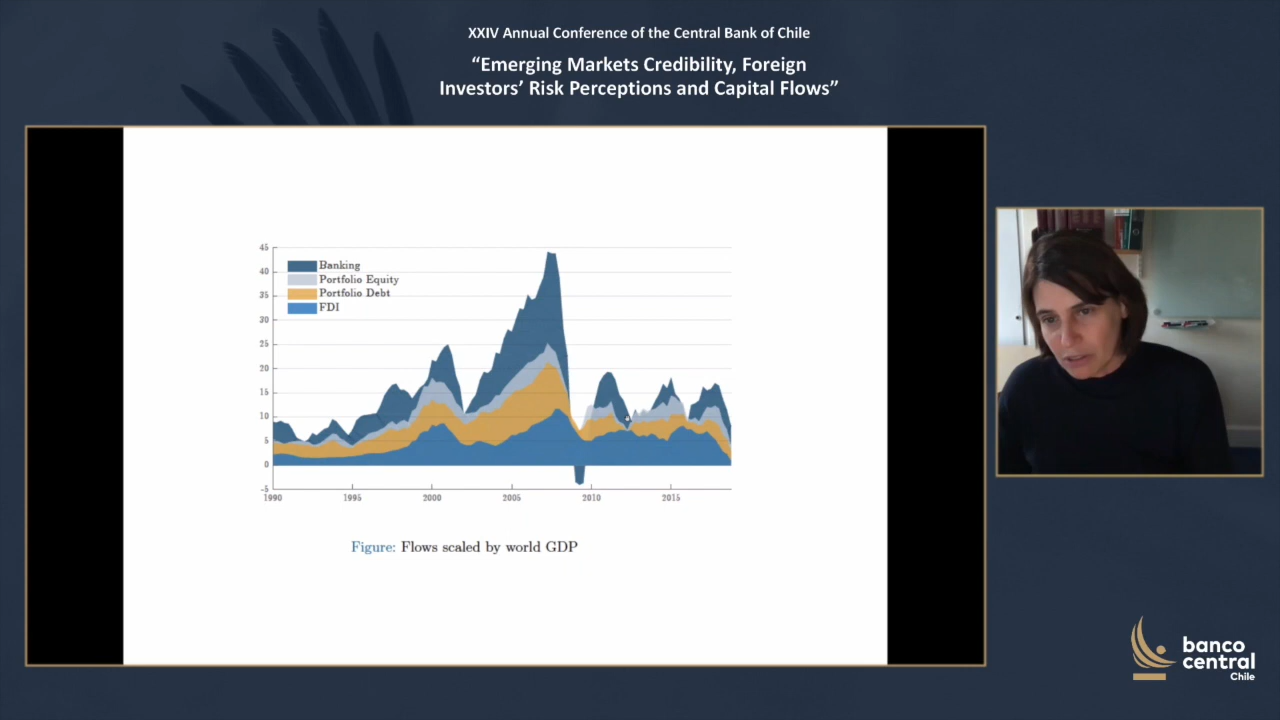 XXIV Annual Conference of the Central Bank of Chile
“Emerging Markets Credibility, Foreign
Investors’ Risk Perceptions and Capital Flows”
45
40
35
30
25
20
15
10
5
0
-5
Banking
Portfolio Equity
Portfolio Debt
FDI
1990 1995 2000 2005 2010 2015
Figure: Flows scaled by world GDP
banco
central
Chile